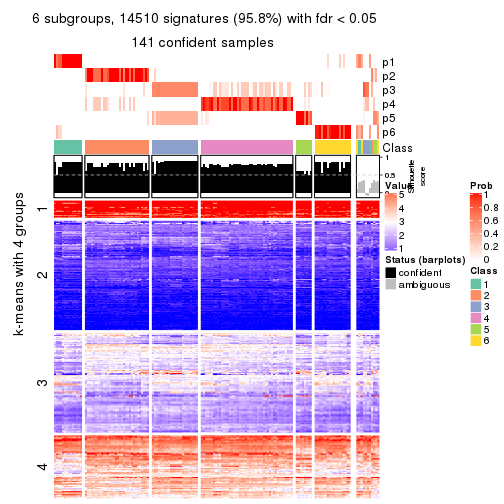 6 subgroups, 14510 signatures (95.8%) with fdr < 0.05
141 confident samples
p1
p2
p3
p4
p5
p6
Class
1
0.5
0
Silhouette
score
k-means with 4 groups
1
2
3
4
Value
5
4
3
2
1
Status (barplots)
confident
ambiguous
Prob
1
0.8
0.6
0.4
0.2
0
Class
1
2
3
4
5
6